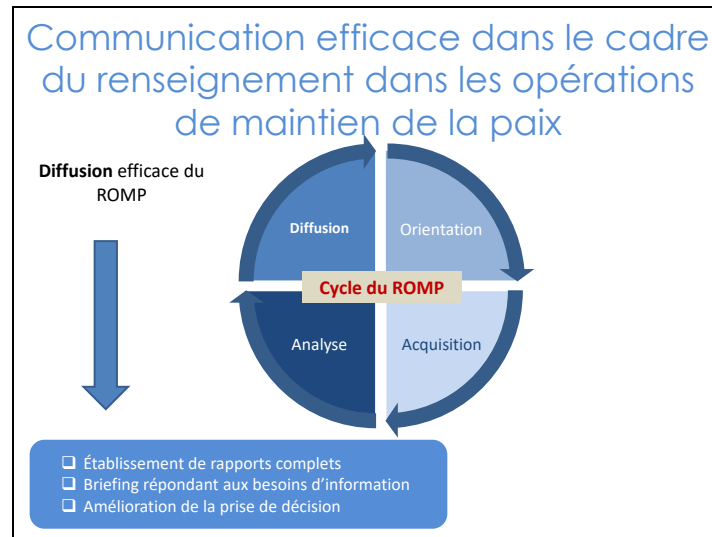 Communication efficace dans le cadre
du renseignement dans les opérations
de maintien de la paix
Diffusion efficace du
ROMP
Diffusion
Orientation
Cycle du ROMP
Analyse
Acquisition
❑ Établissement de rapports complets
❑ Briefing répondant aux besoins d’information
❑ Amélioration de la prise de décision